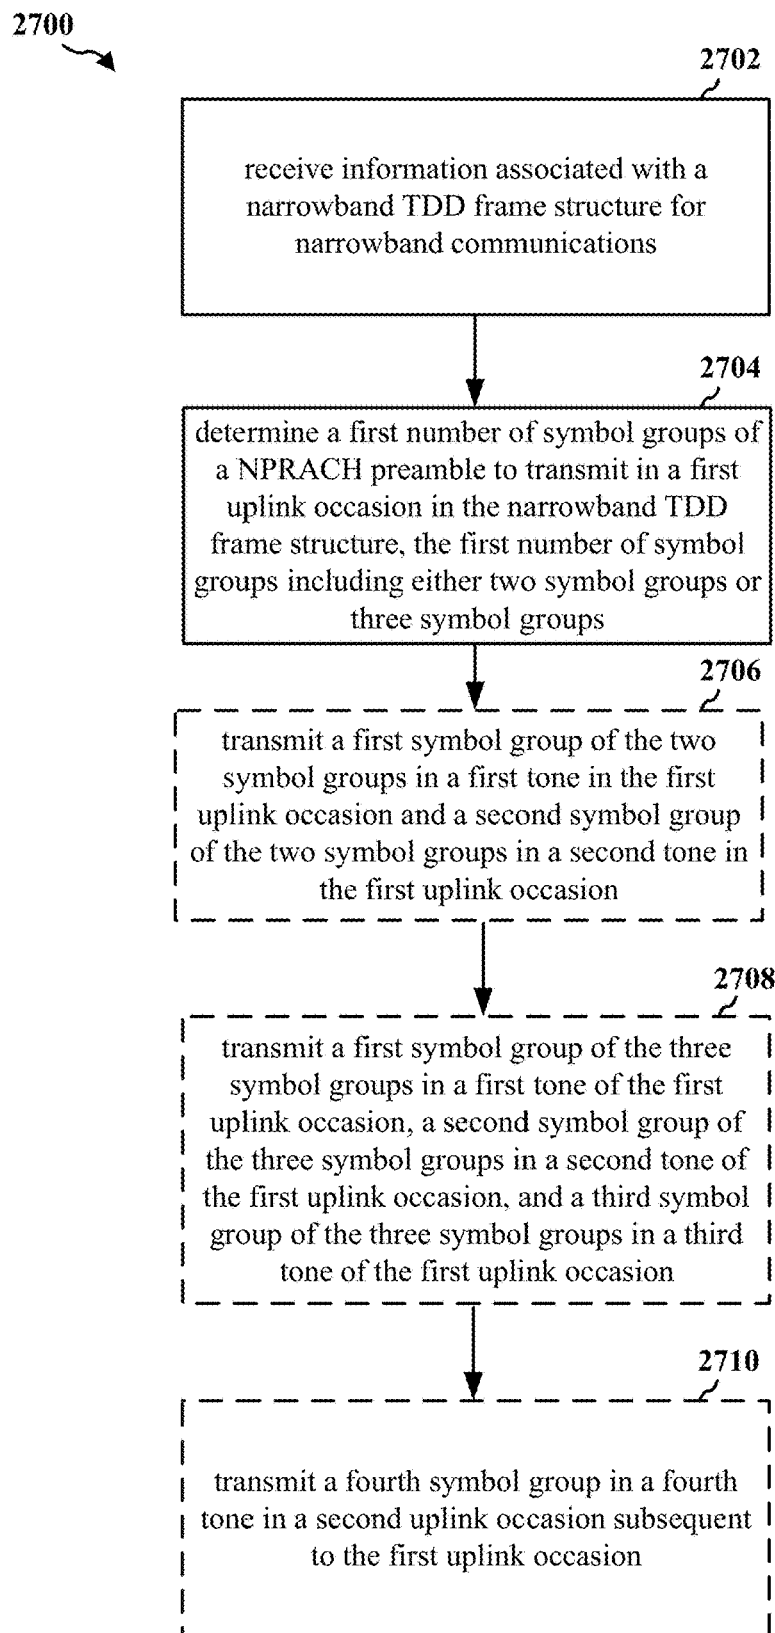 2700
2702
receive information associated with a
narrowband TDD frame structure for
narrowband communications
2704
determine a first number of symbol groups of
a NPRACH preamble to transmit in a first
uplink occasion in the narrowband TDD
frame structure, the first number of symbol
groups including either two symbol groups or
three symbol groups
2706
transmit a first symbol group of the two
symbol groups in a first tone in the first
uplink occasion and a second symbol group
of the two symbol groups in a second tone in
the first uplink occasion
2708
transmit a first symbol group of the three
symbol groups in a first tone of the first
uplink occasion, a second symbol group of
the three symbol groups in a second tone of
the first uplink occasion, and a third symbol
group of the three symbol groups in a third
tone of the first uplink occasion
2710
transmit a fourth symbol group in a fourth
tone in a second uplink occasion subsequent
to the first uplink occasion